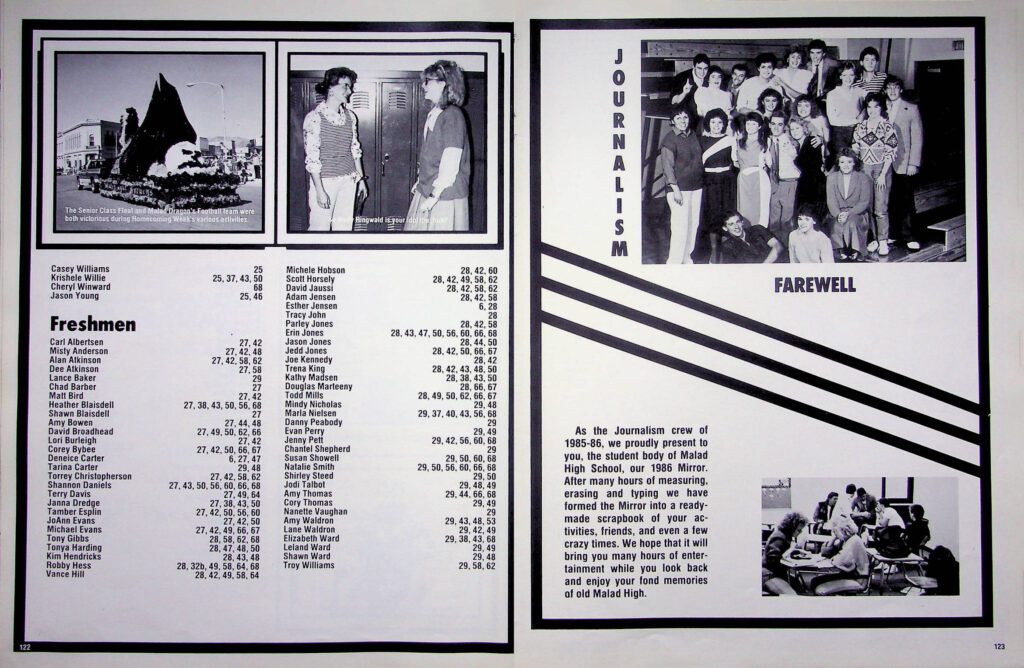 The Senior Class Float and Malad Dragon's Football team were
both victorious during Homecoming Week's various activities.
Ringwald is your idol
Casey Williams 25
Krishele Willie 25, 37, 43, 50
Cheryl Winward 68
Jason Young 25, 46
Freshmen
Carl Albertsen 27, 42
Misty Anderson 27, 42, 48
Alan Atkinson 27, 42, 58, 62
Dee Atkinson 27, 58
Lance Baker 29
Chad Barber 27
Matt Bird 27, 42
Heather Blaisdell 27, 38, 43, 50, 56, 68
Shawn Blaisdell 27
Amy Bowen 27, 44, 48
David Broadhead 27, 49, 50, 62, 66
Lori Burleigh 27, 42
Corey Bybee 27, 42, 50, 66, 67
Deneice Carter 6, 27, 47
Tarina Carter 29, 48
Torrey Christopherson 27, 42, 58, 62
Shannon Daniels 27, 43, 50, 56, 60, 66, 68
Terry Davis 27, 49, 64
Janna Dredge 27, 38, 43, 50
Tamber Esplin 27, 42, 50, 56, 60
JoAnn Evans 27, 42, 50
Michael Evans 27, 42, 49, 66, 67
Tony Gibbs 28, 58, 62, 68
Tonya Harding 28, 47, 48, 50
Kim Hendricks 28, 43, 48
Robby Hess 28, 32b, 49, 58, 64, 68
Vance Hill 28, 42, 49, 58, 64
Michele Hobson 28, 42, 60
Scott Horsely 28, 42, 49, 58, 62
David Jaussi 28, 42, 58, 62
Adam Jensen 28, 42, 58
Esther Jensen 6, 28
Tracy John 28
Parley Jones 28, 42, 58
Erin Jones 28, 43, 47, 50, 56, 60, 66, 68
Jason Jones 28, 44, 50
Jedd Jones 28, 42, 50, 66, 67
Joe Kennedy 28, 42
Trena King 28, 42, 43, 48, 50
Kathy Madsen 28, 38, 43, 50
Douglas Marteeny 28, 66, 67
Todd Mills 28, 49, 50, 62, 66, 67
Mindy Nicholas 29, 48
Marla Nielsen 29, 37, 40, 43, 56, 68
Danny Peabody 29
Evan Perry 29, 49
Jenny Pett 29, 42, 56, 60, 68
Chantel Shepherd 29
Susan Showell 29, 50, 60, 68
Natalie Smith 29, 50, 56, 60, 66, 68
Shirley Steed 29, 50
Jodi Talbot 29, 48, 49
Amy Thomas 29, 44, 66, 68
Cory Thomas 29, 49
Nanette Vaughan 29
Amy Waldron 29, 43, 48, 53
Lane Waldron 29, 42, 49
Elizabeth Ward 29, 38, 43, 68
Leland Ward 29, 49
Shawn Ward 29, 48
Troy Williams 29, 58, 62
122
JOURNALISM
FAREWELL
As the Journalism crew of
1985-86, we proudly present to
you, the student body of Malad
High School, our 1986 Mirror.
After many hours of measuring,
erasing and typing we have
formed the Mirror into a ready-
made scrapbook of your ac-
tivities, friends, and even a few
crazy times. We hope that it will
bring you many hours of enter-
tainment while you look back
and enjoy your fond memories
of old Malad High.
123